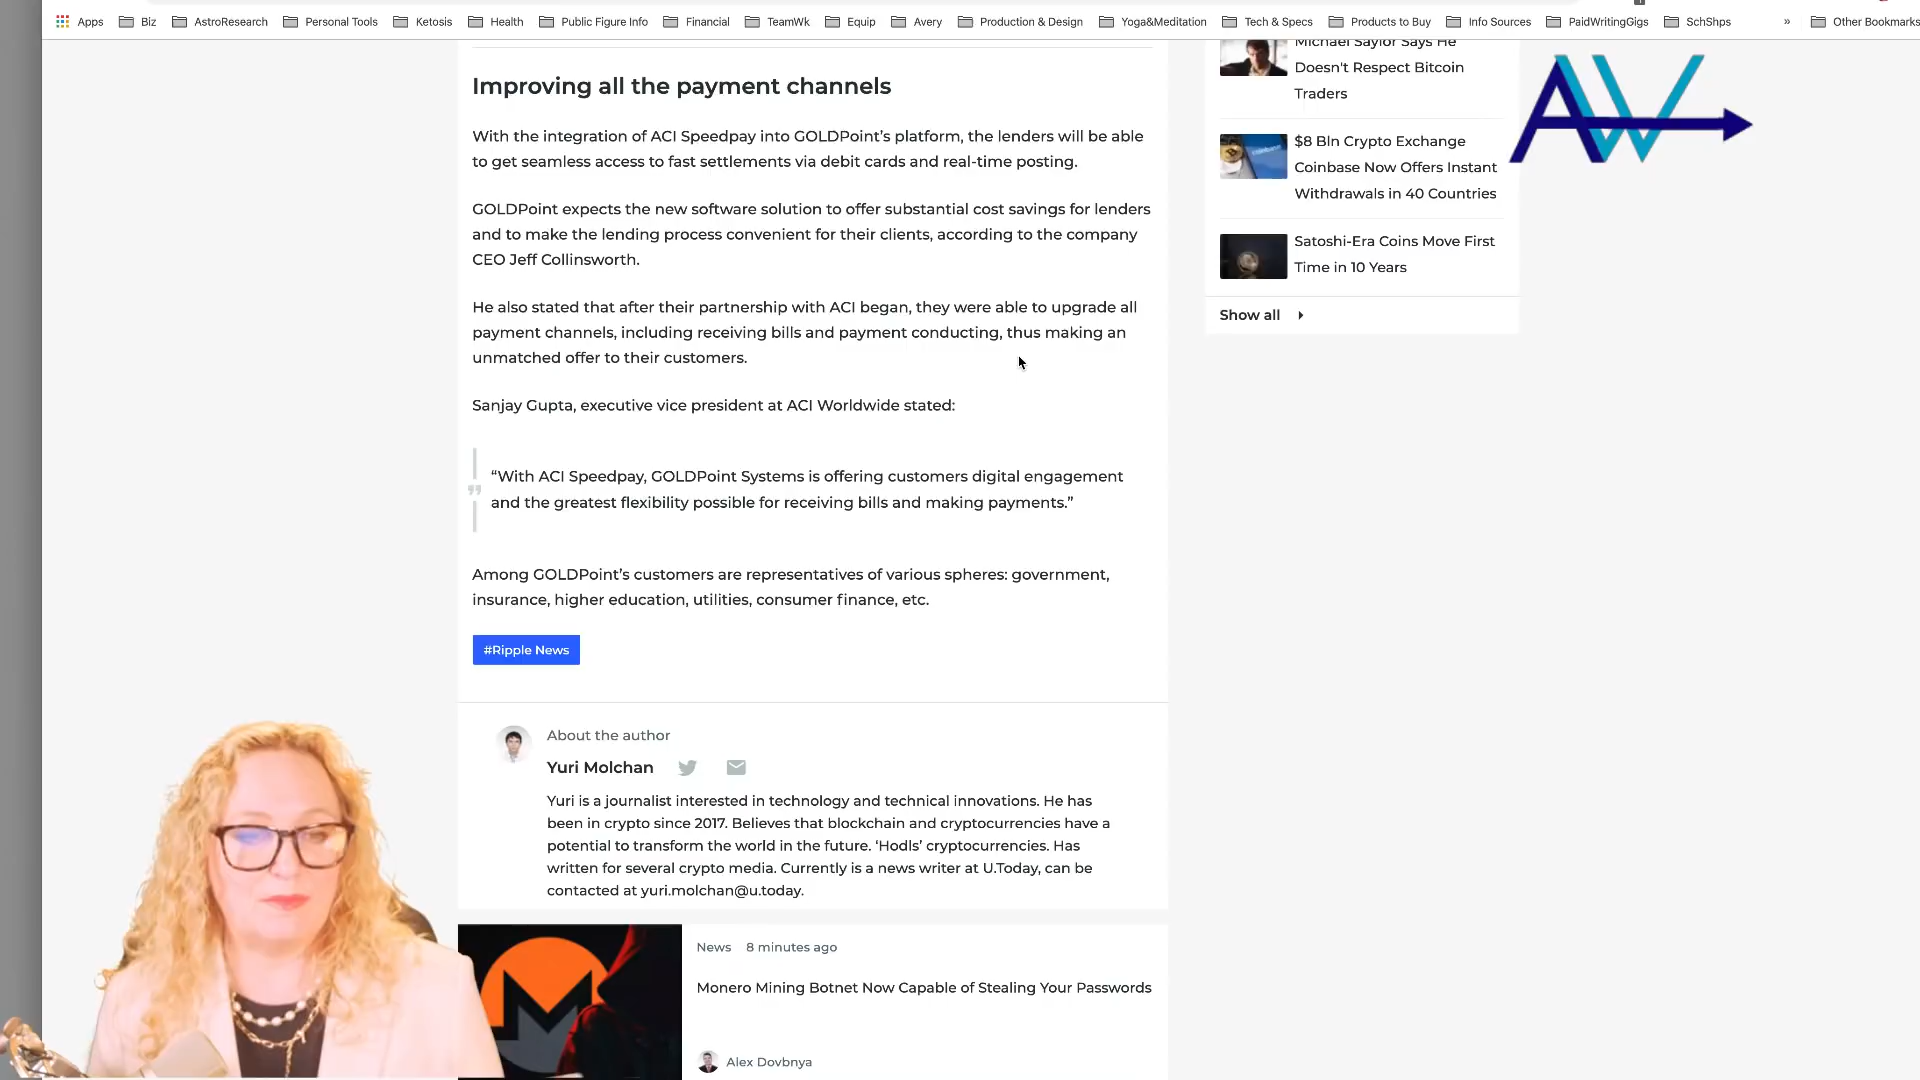 Apps Biz AstroResearch Personal Tools Ketosis Health Public Figure Info Financial TeamWk Equip Avery Production & Design Yoga&Meditation Tech & Specs Products to Buy Info Sources PaidWritingGigs SchShps » Other Bookmarks
Improving all the payment channels
With the integration of ACI Speedpay into GOLDPoint’s platform, the lenders will be able
to get seamless access to fast settlements via debit cards and real-time posting.
GOLDPoint expects the new software solution to offer substantial cost savings for lenders
and to make the lending process convenient for their clients, according to the company
CEO Jeff Collinsworth.
He also stated that after their partnership with ACI began, they were able to upgrade all
payment channels, including receiving bills and payment conducting, thus making an
unmatched offer to their customers.
Sanjay Gupta, executive vice president at ACI Worldwide stated:
“With ACI Speedpay, GOLDPoint Systems is offering customers digital engagement
and the greatest flexibility possible for receiving bills and making payments.”
Among GOLDPoint’s customers are representatives of various spheres: government,
insurance, higher education, utilities, consumer finance, etc.
#Ripple News
About the author
Yuri Molchan
Yuri is a journalist interested in technology and technical innovations. He has
been in crypto since 2017. Believes that blockchain and cryptocurrencies have a
potential to transform the world in the future. ‘Hodls’ cryptocurrencies. Has
written for several crypto media. Currently is a news writer at U.Today, can be
contacted at yuri.molchan@u.today.
News 8 minutes ago
Monero Mining Botnet Now Capable of Stealing Your Passwords
Alex Dovbnya
Michael Saylor Says He
Doesn't Respect Bitcoin
Traders
$8 Bln Crypto Exchange
Coinbase Now Offers Instant
Withdrawals in 40 Countries
Satoshi-Era Coins Move First
Time in 10 Years
Show all
AW